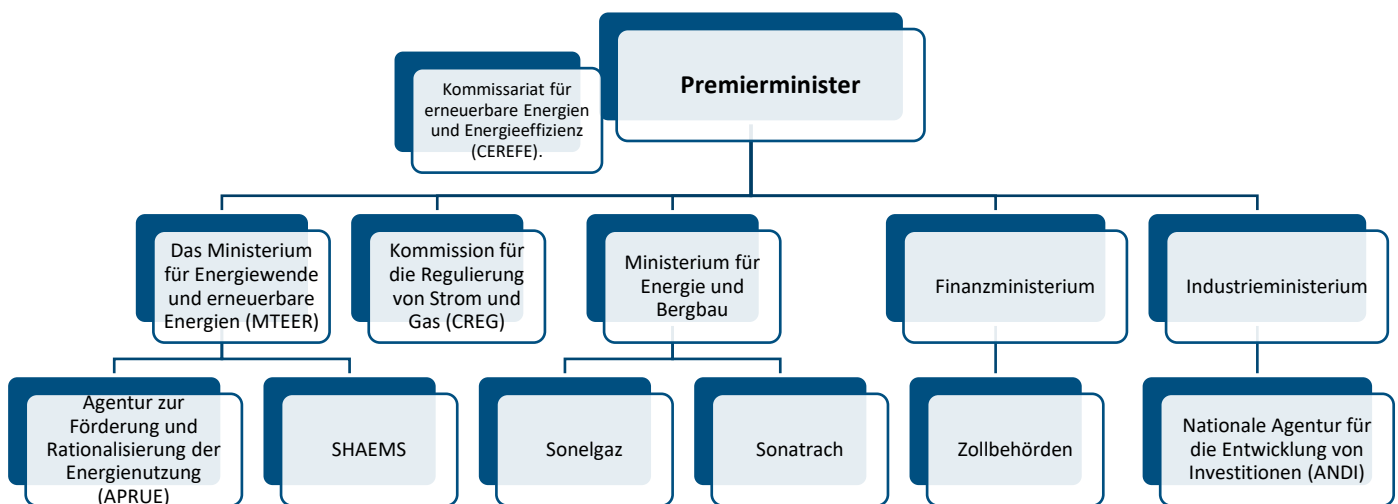 Premierminister
Kommissariat für
erneuerbare Energien
und Energieeffizienz
(CEREFE).
Das Ministerium
für Energiewende
und erneuerbare
Energien (MTEER)
Kommission für
die Regulierung
von Strom und
Gas (CREG)
Ministerium für
Energie und
Bergbau
Finanzministerium
Industrieministerium
Agentur zur
Förderung und
Rationalisierung der
Energienutzung
(APRUE)
SHAEMS
Sonelgaz
Sonatrach
Zollbehörden
Nationale Agentur für
die Entwicklung von
Investitionen (ANDI)